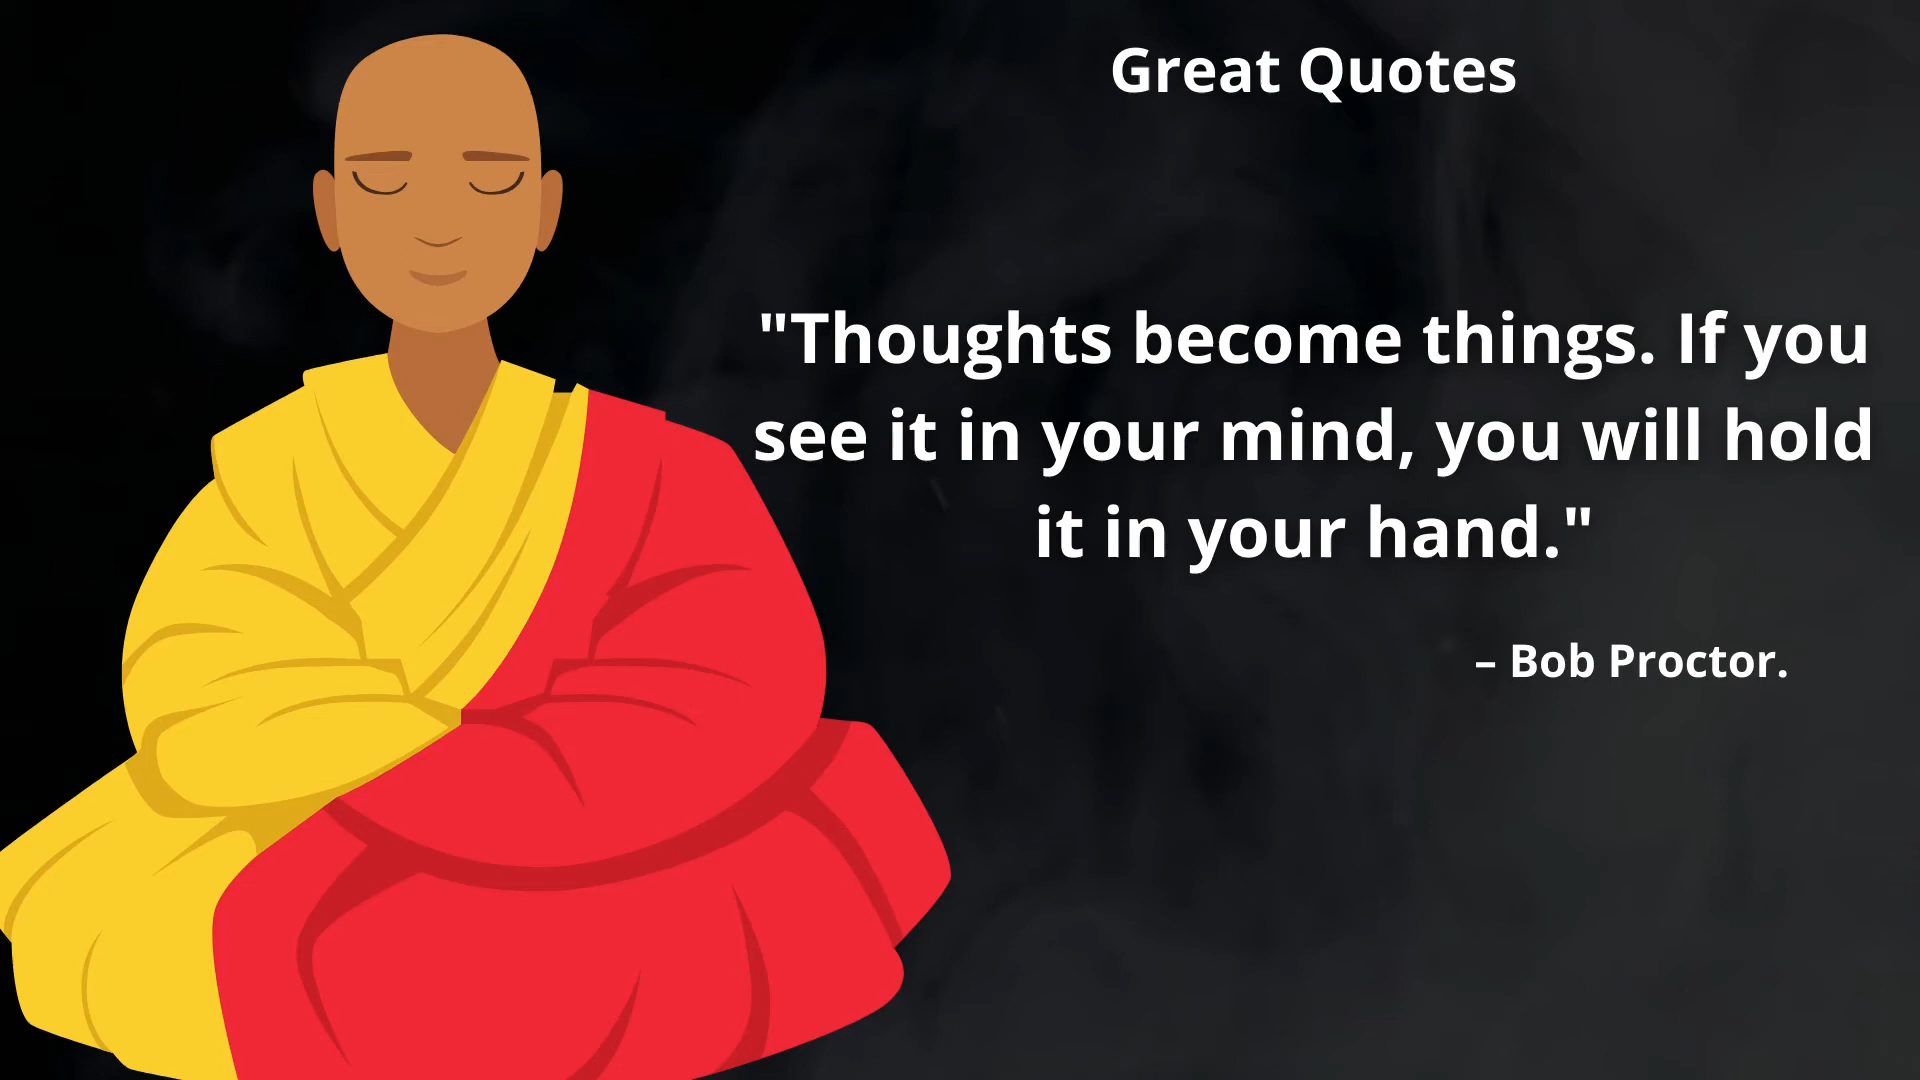 Great Quotes
"Thoughts become things. If you
see it in your mind, you will hold
it in your hand."
– Bob Proctor.